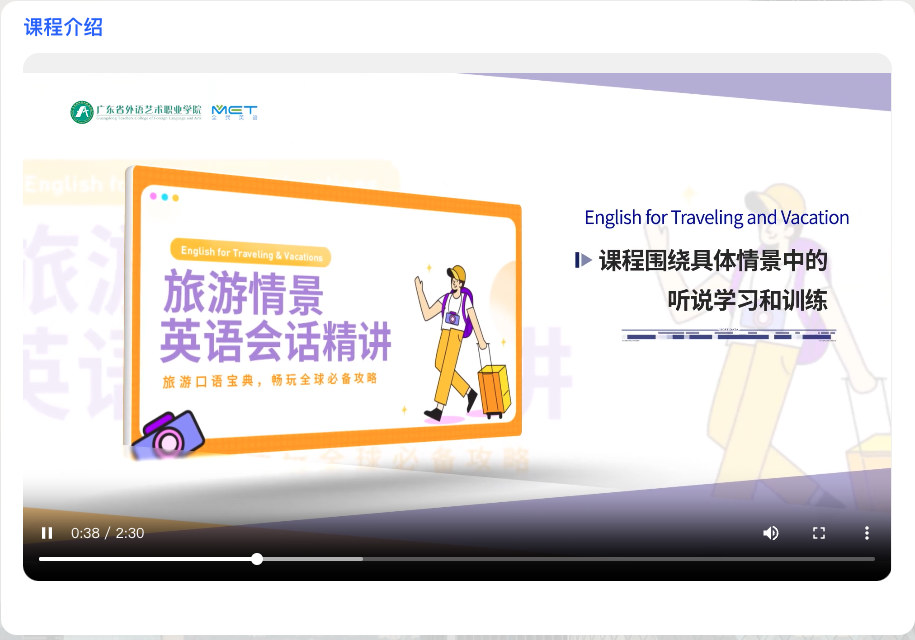 课程介绍
广东省外语艺术职业学院
MET
English for Traveling and Vacation
课程围绕具体情景中的
听说学习和训练
English for Traveling & Vacations
旅游情景
英语会话精讲
旅游口语宝典，畅玩全球必备攻略
0:38 / 2:30